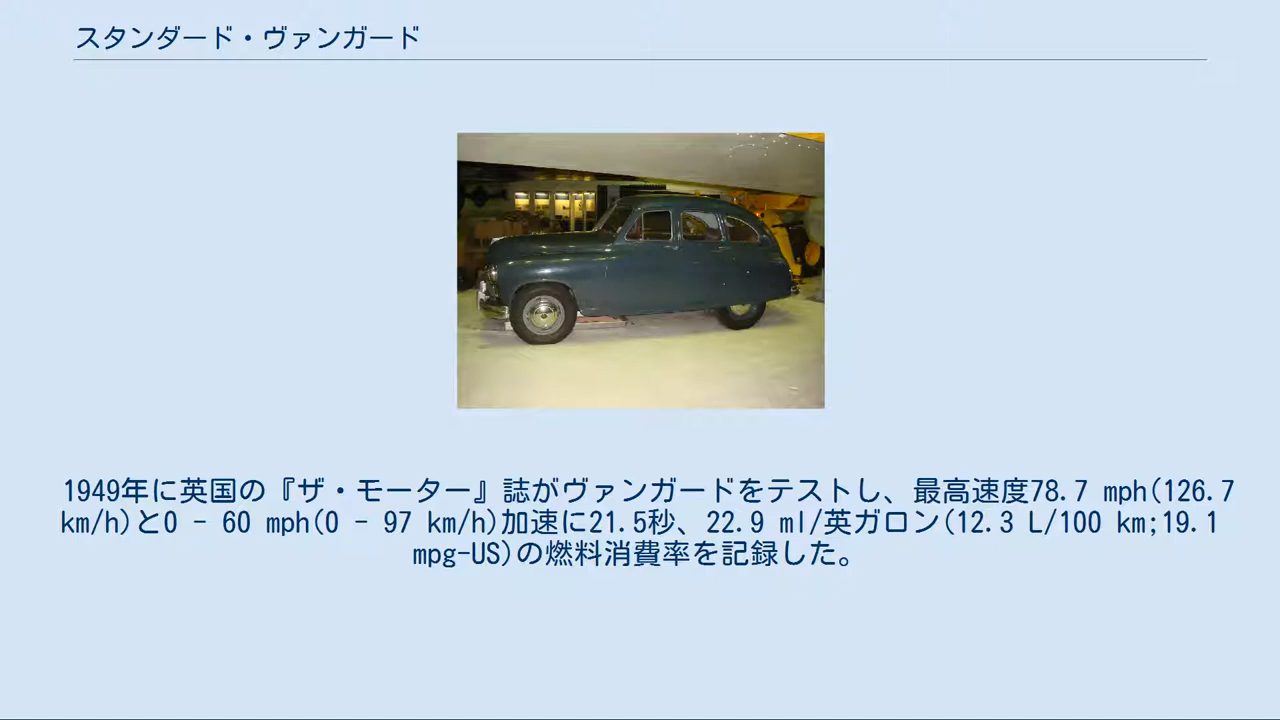 スタンダード・ヴァンガード
1949年に英国の『ザ・モーター』誌がヴァンガードをテストし、最高速度78.7 mph(126.7
km/h)と0 - 60 mph(0 - 97 km/h)加速に21.5秒、22.9 ml/英ガロン(12.3 L/100 km;19.1
mpg-US)の燃料消費率を記録した。